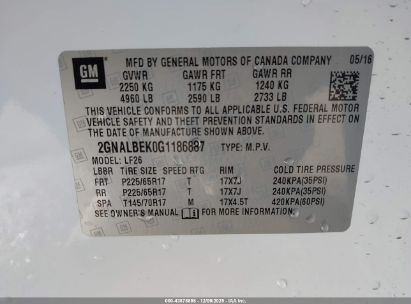 GM
MFD BY GENERAL MOTORS OF CANADA COMPANY 05/16
GVWR GAWR FRT GAWR RR
2250 KG 1175 KG 1240 KG
4960 LB 2590 LB 2733 LB
THIS VEHICLE CONFORMS TO ALL APPLICABLE U.S. FEDERAL MOTOR
VEHICLE SAFETY, BUMPER, AND THEFT PREVENTION STANDARDS IN EFFECT
ON THE DATE OF MANUFACTURE SHOWN ABOVE.
2GNALBEK0G1186887 TYPE: M.P.V.
MODEL: LF26
LBBR TIRE SIZE SPEED RTG RIM COLD TIRE PRESSURE
FRT P225/65R17 T 17X7J 240KPA(35PSI)
RR P225/65R17 T 17X7J 240KPA(35PSI)
SPA T145/70R17 M 17X4.5T 420KPA(60PSI)
SEE OWNER'S MANUAL FOR MORE INFORMATION.